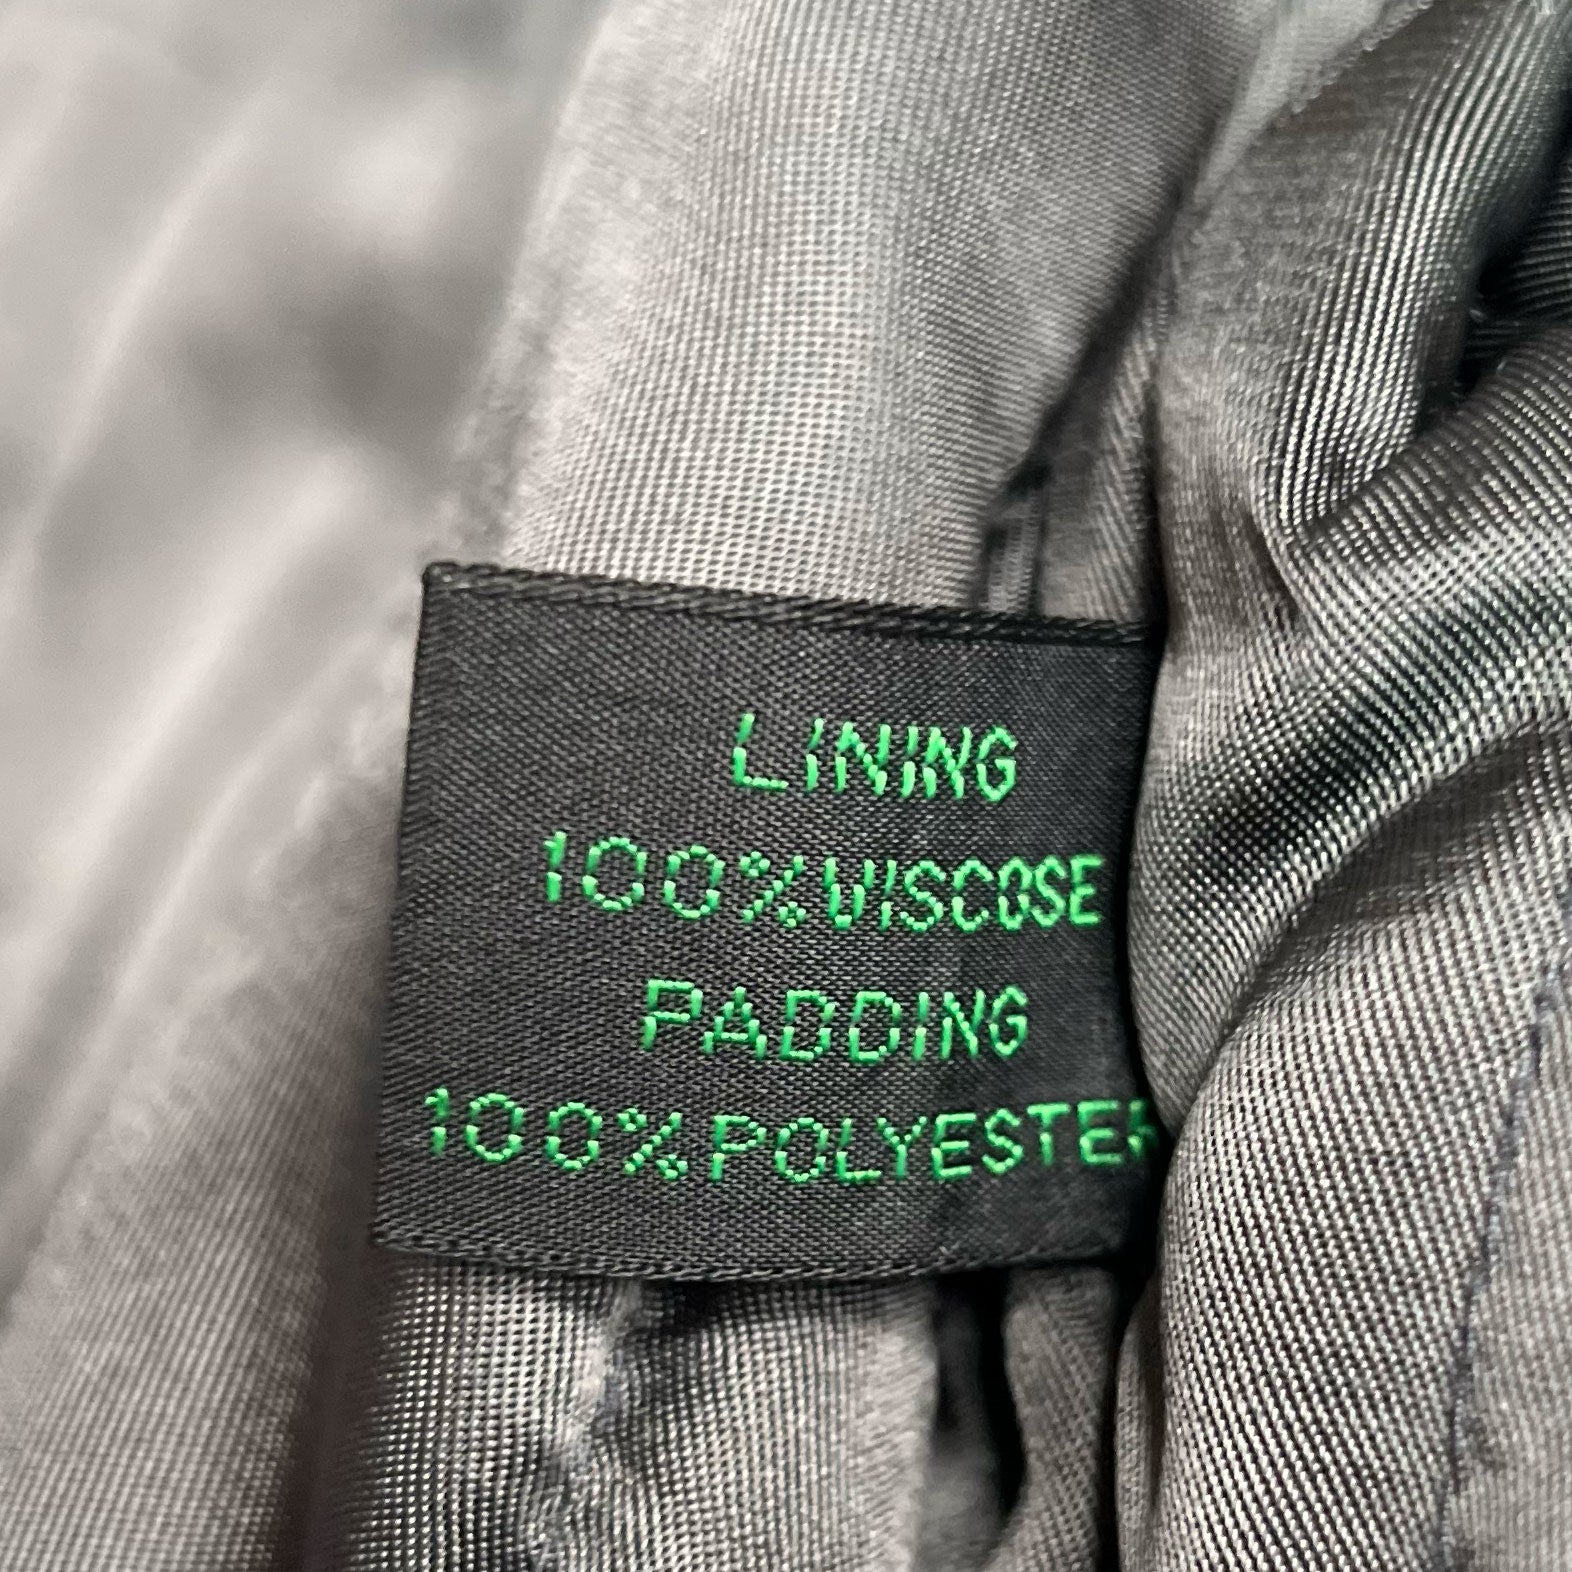 LINING
100%VISCOSE
PADDING
100%POLYESTER